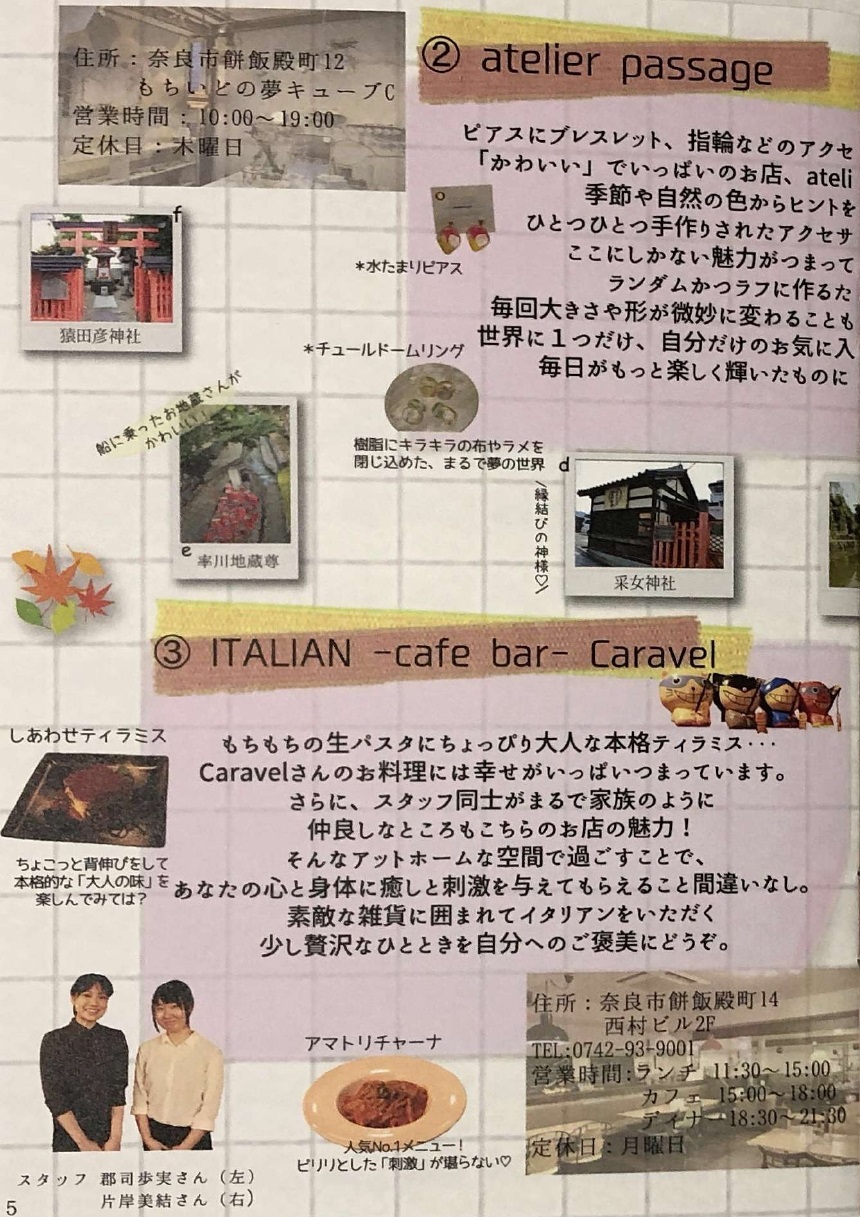 住所：奈良市餅飯殿町12
もちいどの夢キューブC
営業時間：10:00～19:00
定休日：木曜日
② atelier passage
ピアスにブレスレット、指輪などのアクセ
「かわいい」でいっぱいのお店、ateli
季節や自然の色からヒントを
ひとつひとつ手作りされたアクセサ
ここにしかない魅力がつまって
ランダムかつラフに作るた
毎回大きさや形が微妙に変わることも
世界に１つだけ、自分だけのお気に入
毎日がもっと楽しく輝いたものに
*水たまりピアス
f
猿田彦神社
*チュールドームリング
樹脂にキラキラの布やラメを
閉じ込めた、まるで夢の世界
船に乗ったお地蔵さんが
かわいい！
e
率川地蔵尊
d
\縁結びの神様♡/
采女神社
③ ITALIAN -cafe bar- Caravel
しあわせティラミス
ちょこっと背伸びをして
本格的な「大人の味」を
楽しんでみては？
もちもちの生パスタにちょっぴり大人な本格ティラミス･･･
Caravelさんのお料理には幸せがいっぱいつまっています。
さらに、スタッフ同士がまるで家族のように
仲良しなところもこちらのお店の魅力！
そんなアットホームな空間で過ごすことで、
あなたの心と身体に癒しと刺激を与えてもらえること間違いなし。
素敵な雑貨に囲まれてイタリアンをいただく
少し贅沢なひとときを自分へのご褒美にどうぞ。
アマトリチャーナ
人気No.1メニュー！
ピリリとした「刺激」が堪らない♡
住所：奈良市餅飯殿町14
西村ビル2F
TEL:0742-93-9001
営業時間:ランチ 11:30～15:00
カフェ 15:00～18:00
ディナー18:30～21:30
定休日：月曜日
スタッフ 郡司歩実さん（左）
片岸美結さん（右）
5